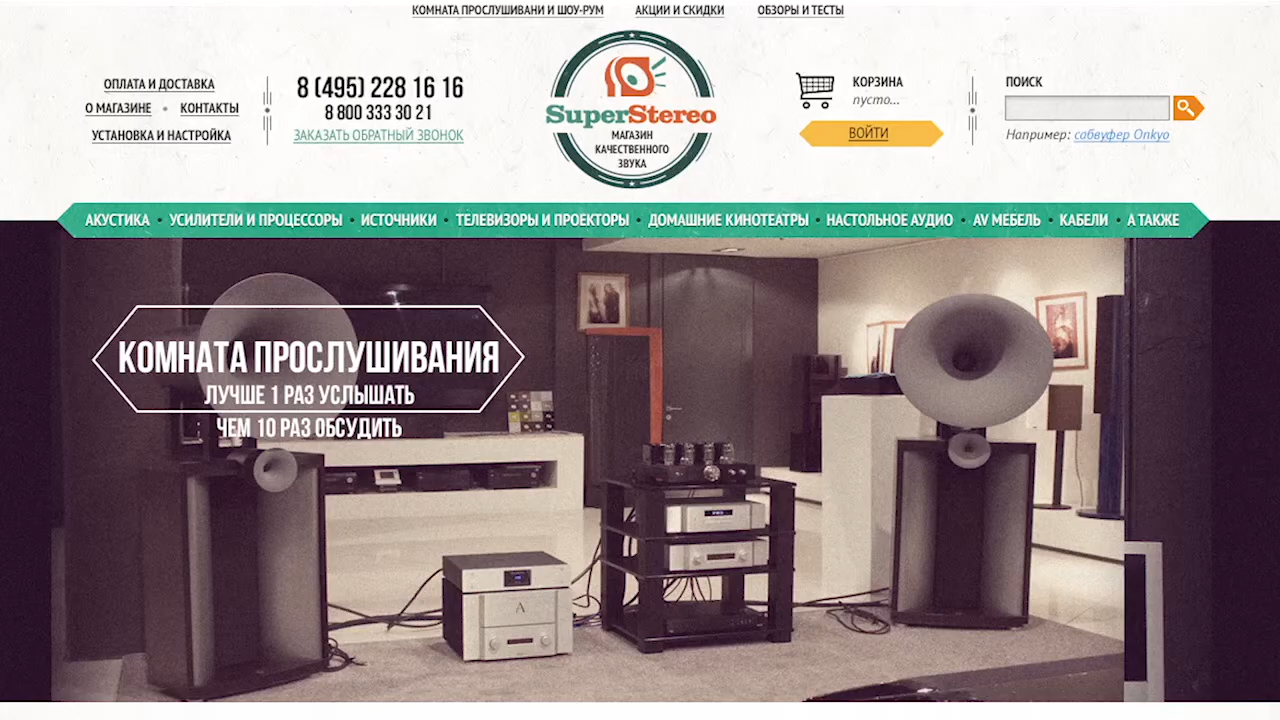 КОМНАТА ПРОСЛУШИВАНИ И ШОУ-РУМ АКЦИИ И СКИДКИ ОБЗОРЫ И ТЕСТЫ
ОПЛАТА И ДОСТАВКА
О МАГАЗИНЕ • КОНТАКТЫ
УСТАНОВКА И НАСТРОЙКА
8 (495) 228 16 16
8 800 333 30 21
ЗАКАЗАТЬ ОБРАТНЫЙ ЗВОНОК
SuperStereo
МАГАЗИН
КАЧЕСТВЕННОГО
ЗВУКА
КОРЗИНА
пусто...
ВОЙТИ
ПОИСК
Например: сабвуфер Onkyo
АКУСТИКА • УСИЛИТЕЛИ И ПРОЦЕССОРЫ • ИСТОЧНИКИ • ТЕЛЕВИЗОРЫ И ПРОЕКТОРЫ • ДОМАШНИЕ КИНОТЕАТРЫ • НАСТОЛЬНОЕ АУДИО • AV МЕБЕЛЬ • КАБЕЛИ • А ТАКЖЕ
КОМНАТА ПРОСЛУШИВАНИЯ
ЛУЧШЕ 1 РАЗ УСЛЫШАТЬ
ЧЕМ 10 РАЗ ОБСУДИТЬ
A